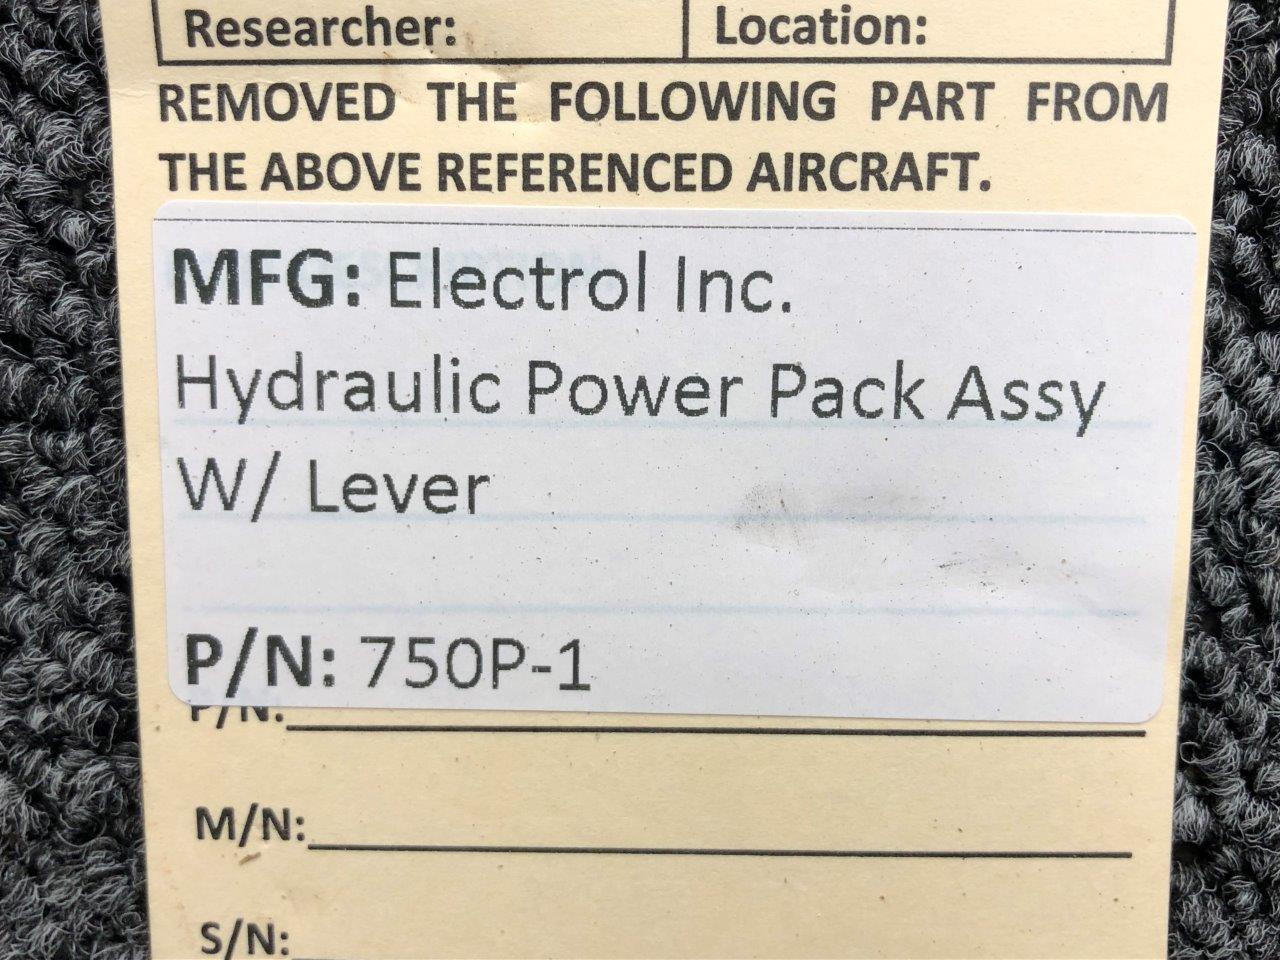 Researcher: Location:
REMOVED THE FOLLOWING PART FROM
THE ABOVE REFERENCED AIRCRAFT.
MFG: Electrol Inc.
Hydraulic Power Pack Assy
W/ Lever
P/N: 750P-1
P/N:
M/N:
S/N: